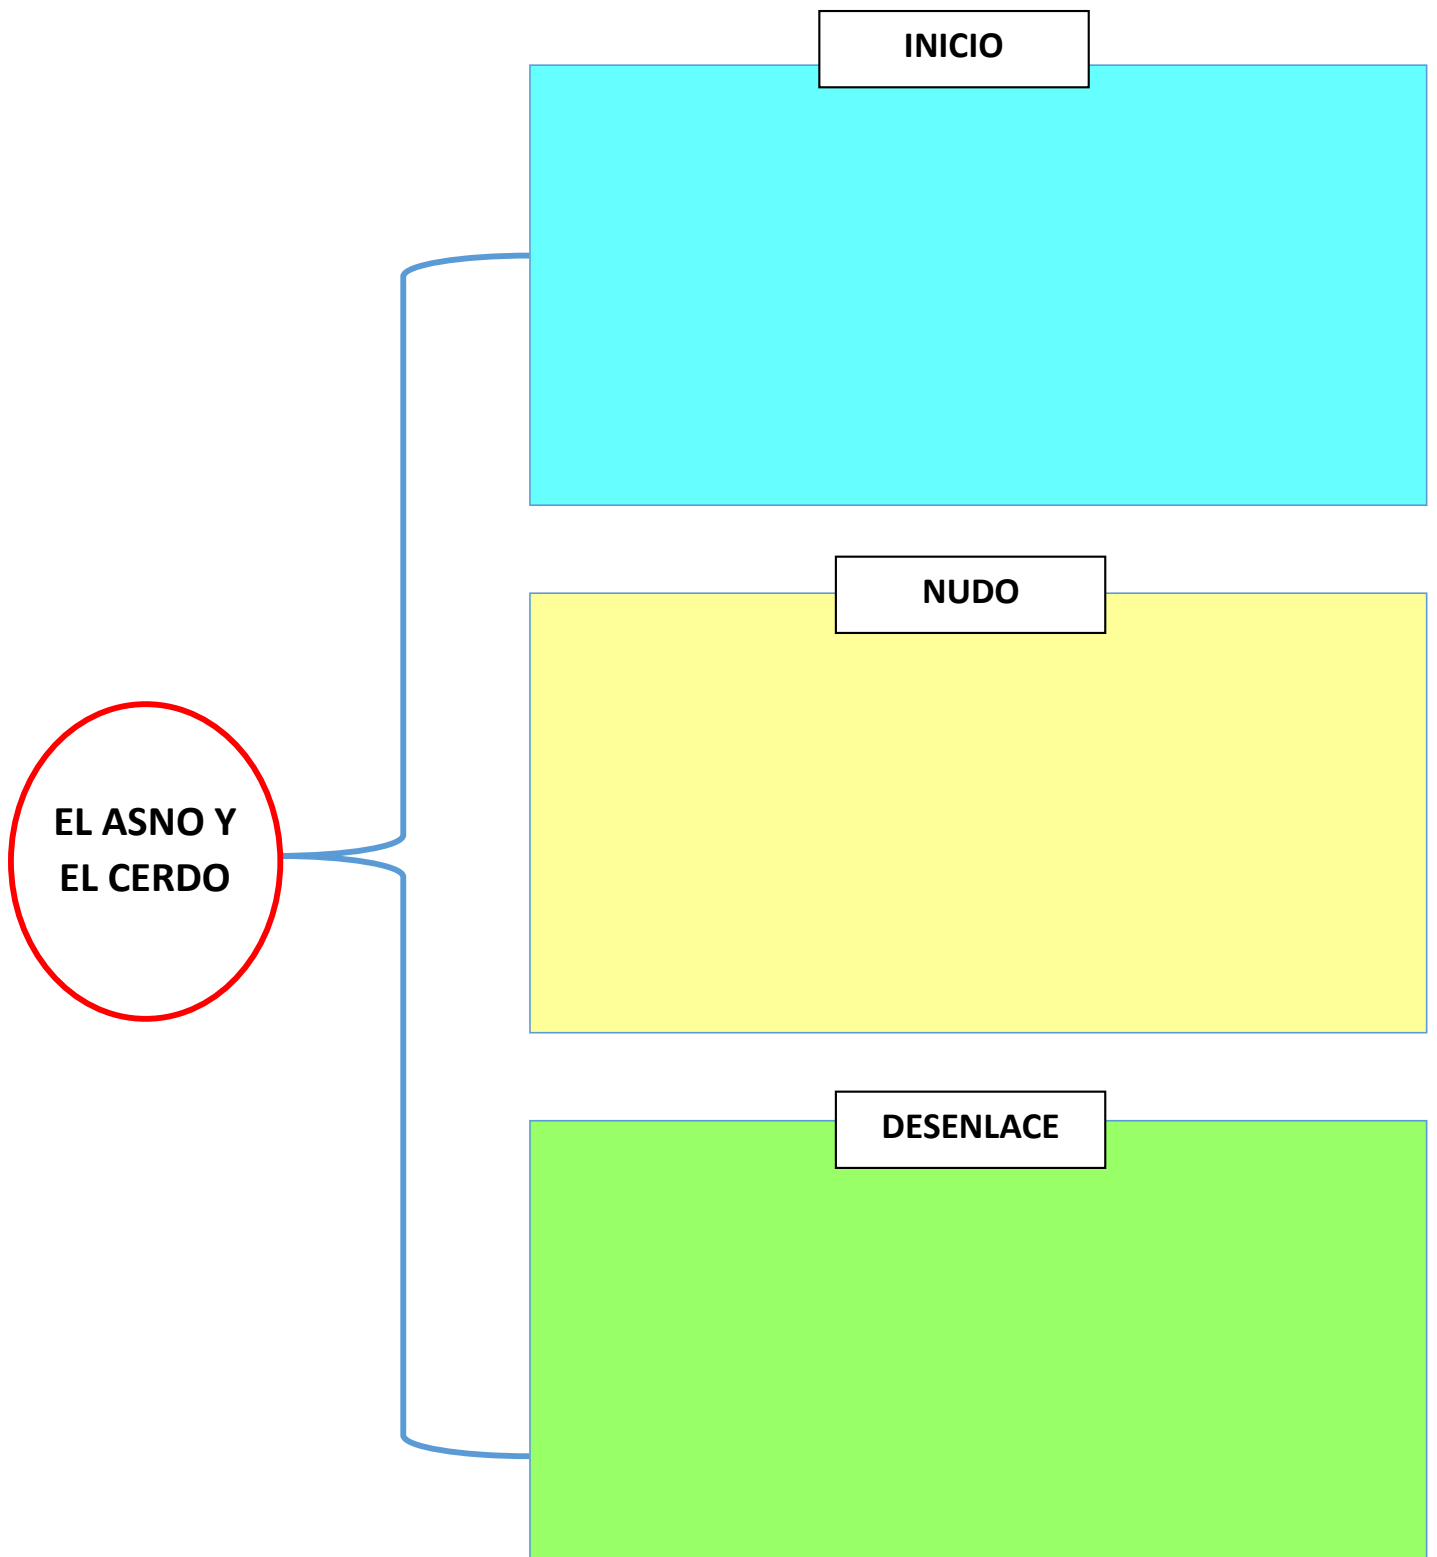 INICIO
NUDO
EL ASNO Y
EL CERDO
DESENLACE